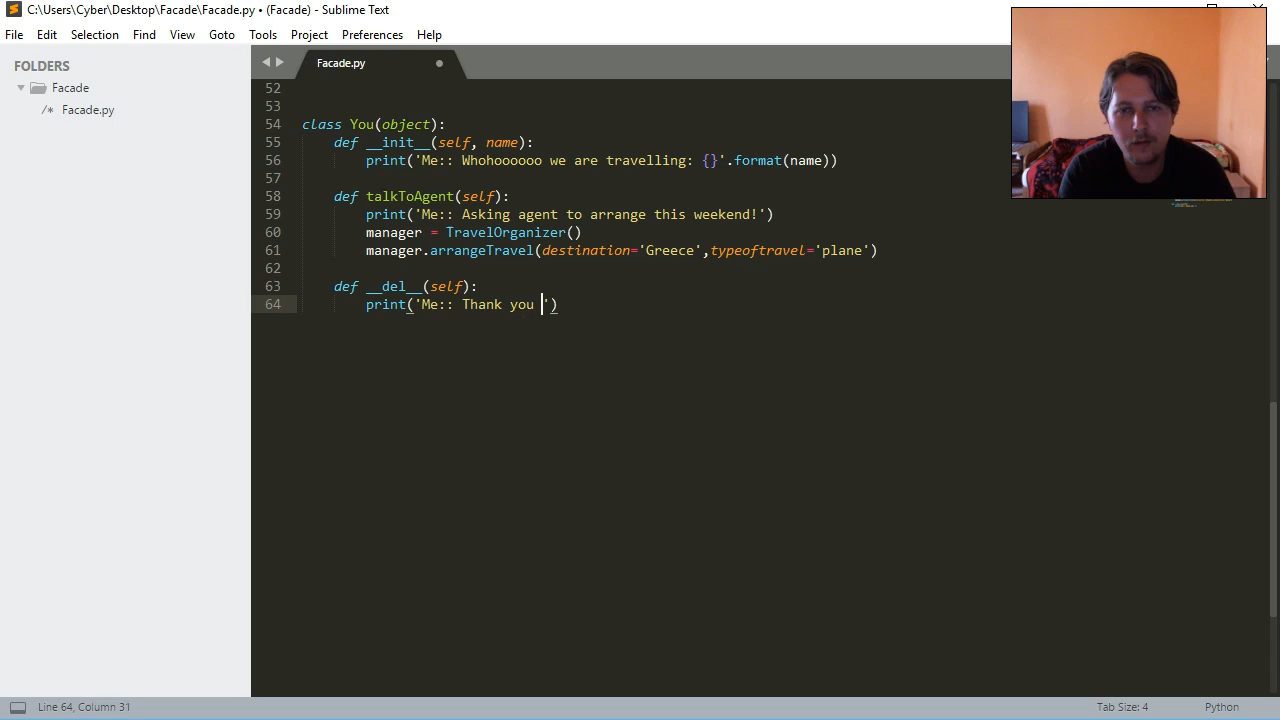 C:\Users\Cyber\Desktop\Facade\Facade.py • (Facade) - Sublime Text
File Edit Selection Find View Goto Tools Project Preferences Help
FOLDERS
Facade
/* Facade.py
Facade.py
52
53
54 class You(object):
55 def __init__(self, name):
56 print('Me:: Whohoooooo we are travelling: {}'.format(name))
57
58 def talkToAgent(self):
59 print('Me:: Asking agent to arrange this weekend!')
60 manager = TravelOrganizer()
61 manager.arrangeTravel(destination='Greece',typeoftravel='plane')
62
63 def __del__(self):
64 print('Me:: Thank you ')
Line 64, Column 31
Tab Size: 4
Python